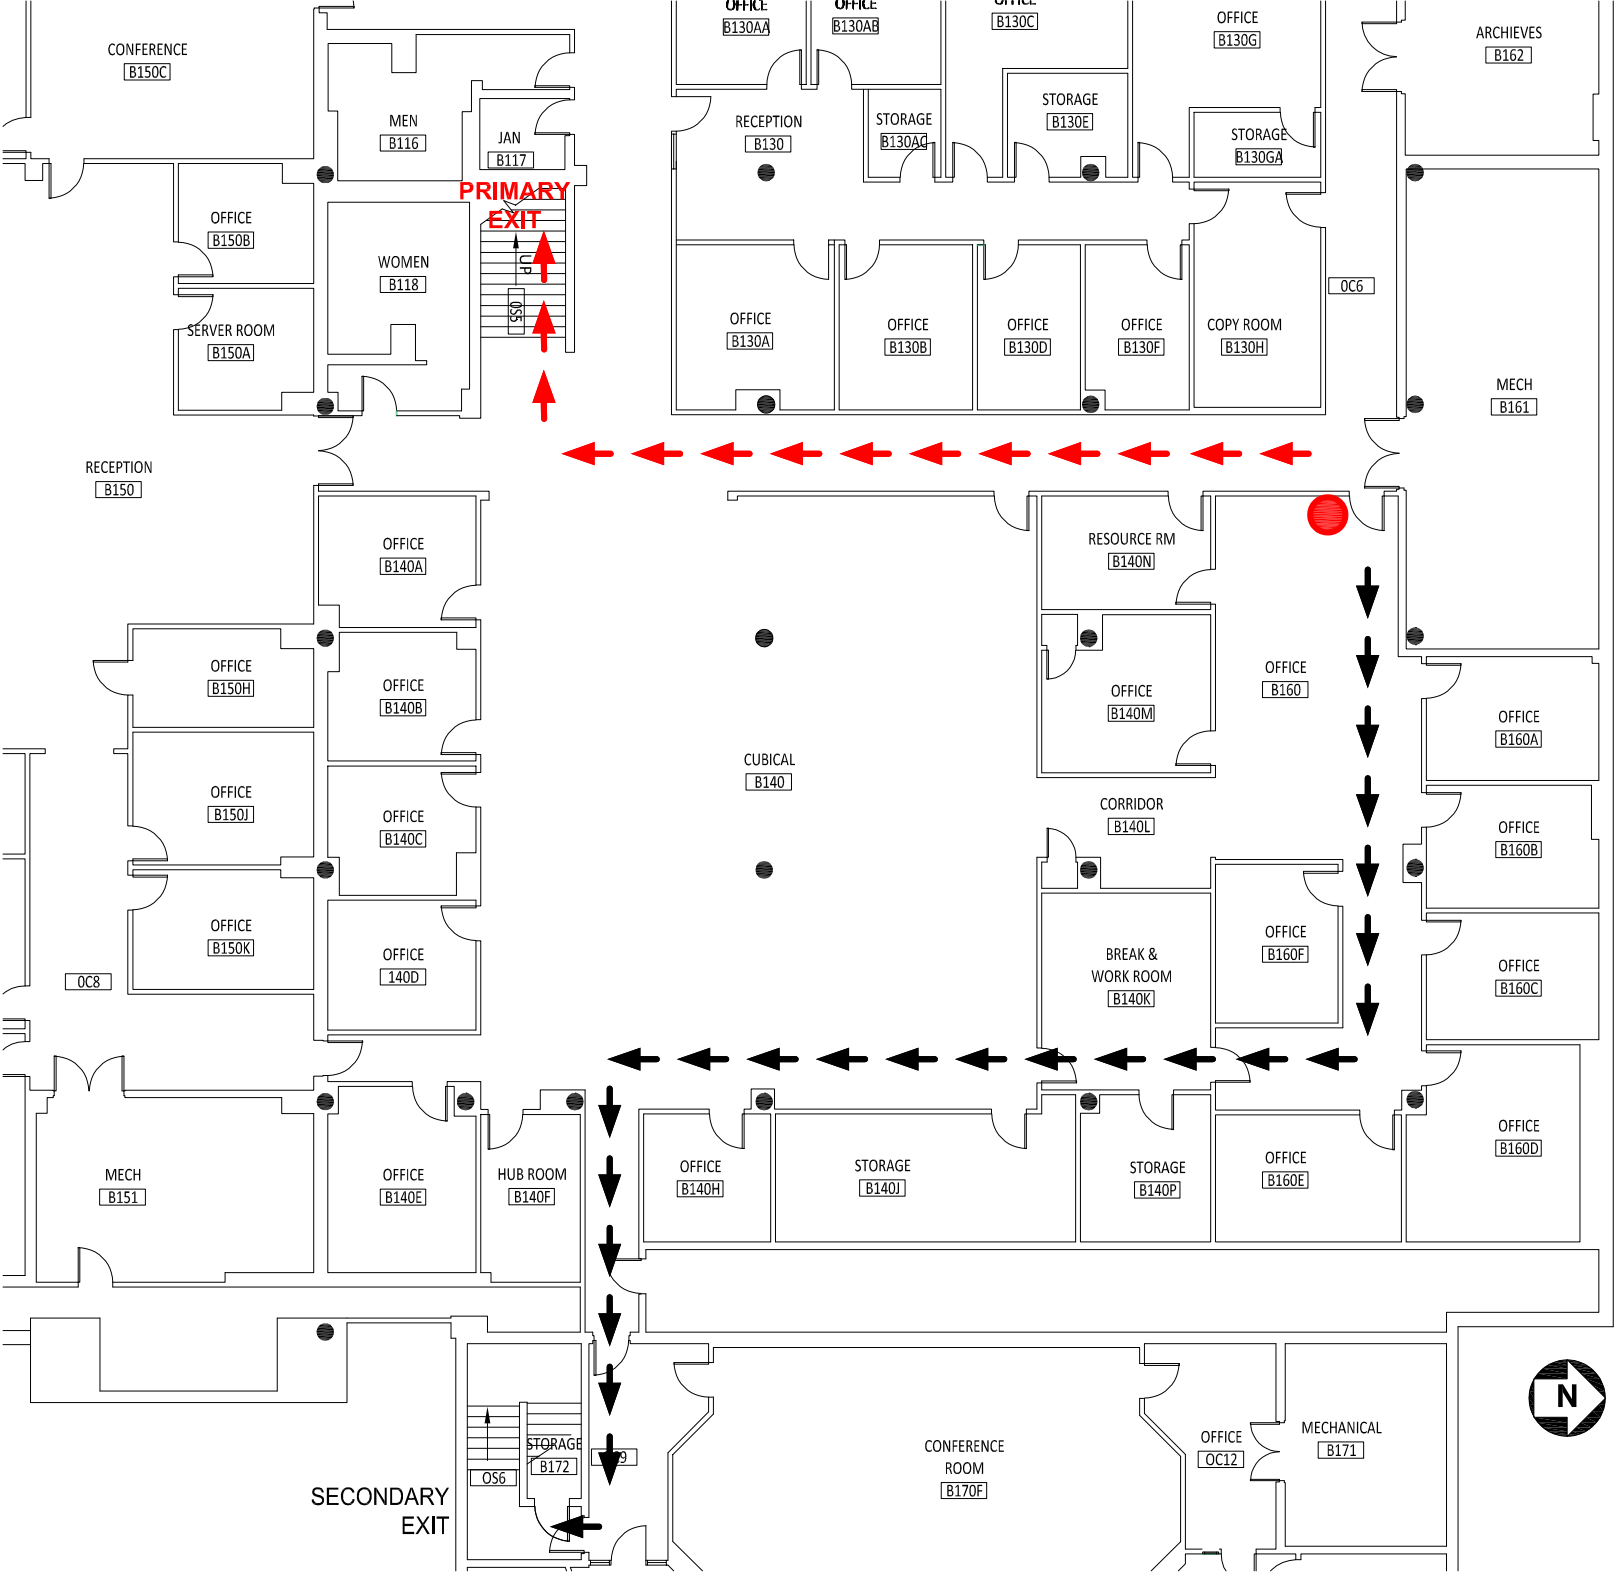 OFFICE
B130AA
OFFICE
B130AB
OFFICE
B130C
OFFICE
B130G
ARCHIEVES
B162
CONFERENCE
B150C
MEN
B116
JAN
B117
RECEPTION
B130
STORAGE
B130AC
STORAGE
B130E
STORAGE
B130GA
PRIMARY
EXIT
OFFICE
B150B
WOMEN
B118
UP
0S5
0C6
SERVER ROOM
B150A
OFFICE
B130A
OFFICE
B130B
OFFICE
B130D
OFFICE
B130F
COPY ROOM
B130H
MECH
B161
RECEPTION
B150
OFFICE
B140A
RESOURCE RM
B140N
OFFICE
B150H
OFFICE
B140B
OFFICE
B140M
OFFICE
B160
OFFICE
B160A
CUBICAL
B140
OFFICE
B150J
OFFICE
B140C
CORRIDOR
B140L
OFFICE
B160B
OFFICE
B150K
OFFICE
140D
BREAK &
WORK ROOM
B140K
OFFICE
B160F
OFFICE
B160C
0C8
MECH
B151
OFFICE
B140E
HUB ROOM
B140F
OFFICE
B140H
STORAGE
B140J
STORAGE
B140P
OFFICE
B160E
OFFICE
B160D
N
STORAGE
B172
OS6
CONFERENCE
ROOM
B170F
OFFICE
OC12
MECHANICAL
B171
SECONDARY
EXIT